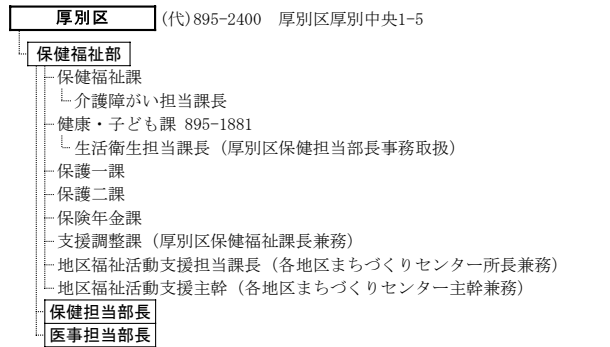 厚別区 (代)895-2400 厚別区厚別中央1-5
保健福祉部
保健福祉課
介護障がい担当課長
健康・子ども課 895-1881
生活衛生担当課長（厚別区保健担当部長事務取扱）
保護一課
保護二課
保険年金課
支援調整課（厚別区保健福祉課長兼務）
地区福祉活動支援担当課長（各地区まちづくりセンター所長兼務）
地区福祉活動支援主幹（各地区まちづくりセンター主幹兼務）
保健担当部長
医事担当部長